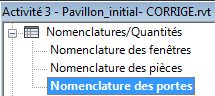 Activité 3 - Pavillon_initial- CORRIGE.rvt
Nomenclatures/Quantités
Nomenclature des fenêtres
Nomenclature des pièces
Nomenclature des portes